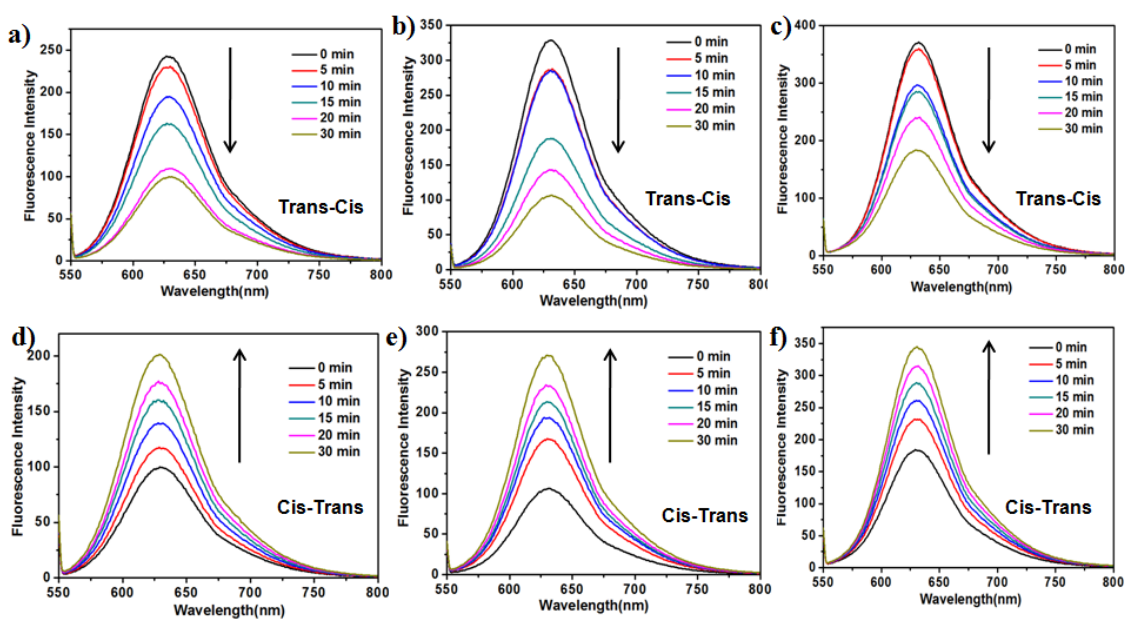 a)
250
200
150
100
50
0
Fluorescence Intensity
0 min
5 min
10 min
15 min
20 min
30 min
Trans-Cis
550 600 650 700 750 800
Wavelength(nm)
b)
350
300
250
200
150
100
50
0
Fluorescence Intensity
0 min
5 min
10 min
15 min
20 min
30 min
Trans-Cis
550 600 650 700 750 800
Wavelength(nm)
c)
400
350
300
250
200
150
100
50
0
Fluorescence Intensity
0 min
5 min
10 min
15 min
20 min
30 min
Trans-Cis
550 600 650 700 750 800
Wavelength(nm)
d)
200
150
100
50
0
Fluorescence Intensity
0 min
5 min
10 min
15 min
20 min
30 min
Cis-Trans
550 600 650 700 750 800
Wavelength(nm)
e)
300
250
200
150
100
50
0
Fluorescence Intensity
0 min
5 min
10 min
15 min
20 min
30 min
Cis-Trans
550 600 650 700 750 800
Wavelength(nm)
f)
350
300
250
200
150
100
50
0
Fluorescence Intensity
0 min
5 min
10 min
15 min
20 min
30 min
Cis-Trans
550 600 650 700 750 800
Wavelength(nm)